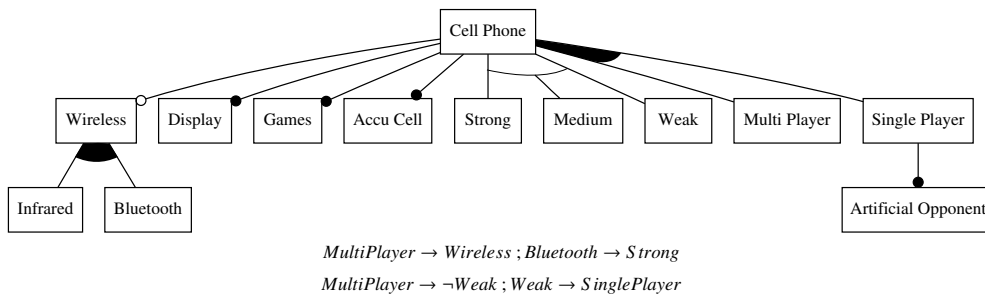 Cell Phone
Wireless Display Games Accu Cell Strong Medium Weak Multi Player Single Player
Infrared Bluetooth Artificial Opponent
MultiPlayer → Wireless ; Bluetooth → Strong
MultiPlayer → ¬Weak ; Weak → SinglePlayer